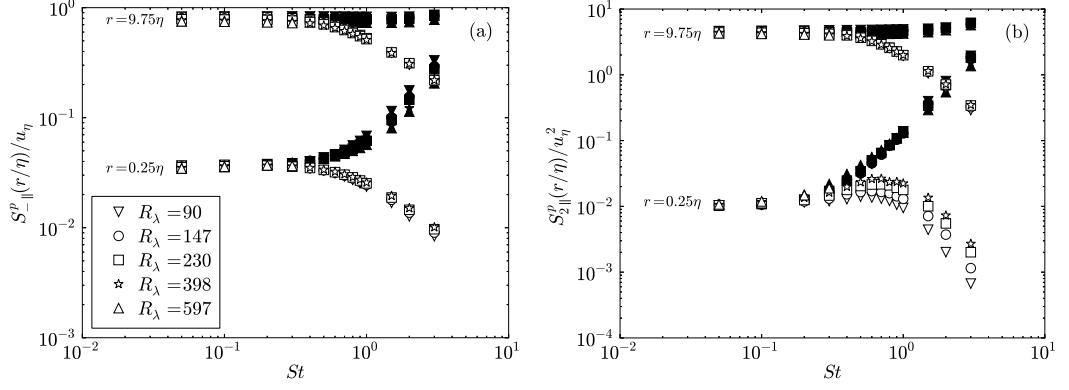 10^0
10^{-1}
10^{-2}
10^{-3}
S^p_{-∥}(r/η)/u_η
r=9.75η
(a)
r=0.25η
R_λ =90
R_λ =147
R_λ =230
R_λ =398
R_λ =597
10^{-2} 10^{-1} 10^0 10^1
St
10^1
10^0
10^{-1}
10^{-2}
10^{-3}
10^{-4}
S^p_{2∥}(r/η)/u^2_η
r=9.75η
(b)
r=0.25η
10^{-2} 10^{-1} 10^0 10^1
St